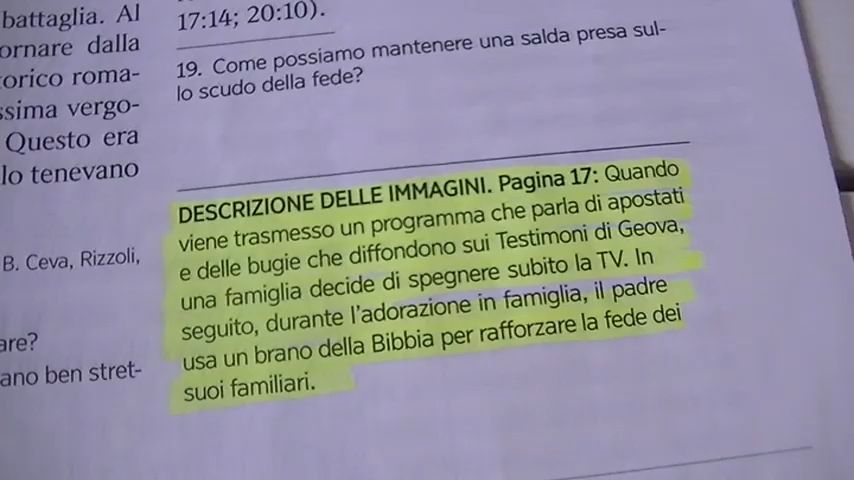 battaglia. Al
ornare dalla
torico roma-
ssima vergo-
Questo era
lo tenevano
B. Ceva, Rizzoli,
are?
ano ben stret-
17:14; 20:10).
19. Come possiamo mantenere una salda presa sul-
lo scudo della fede?
DESCRIZIONE DELLE IMMAGINI. Pagina 17: Quando
viene trasmesso un programma che parla di apostati
e delle bugie che diffondono sui Testimoni di Geova,
una famiglia decide di spegnere subito la TV. In
seguito, durante l'adorazione in famiglia, il padre
usa un brano della Bibbia per rafforzare la fede dei
suoi familiari.